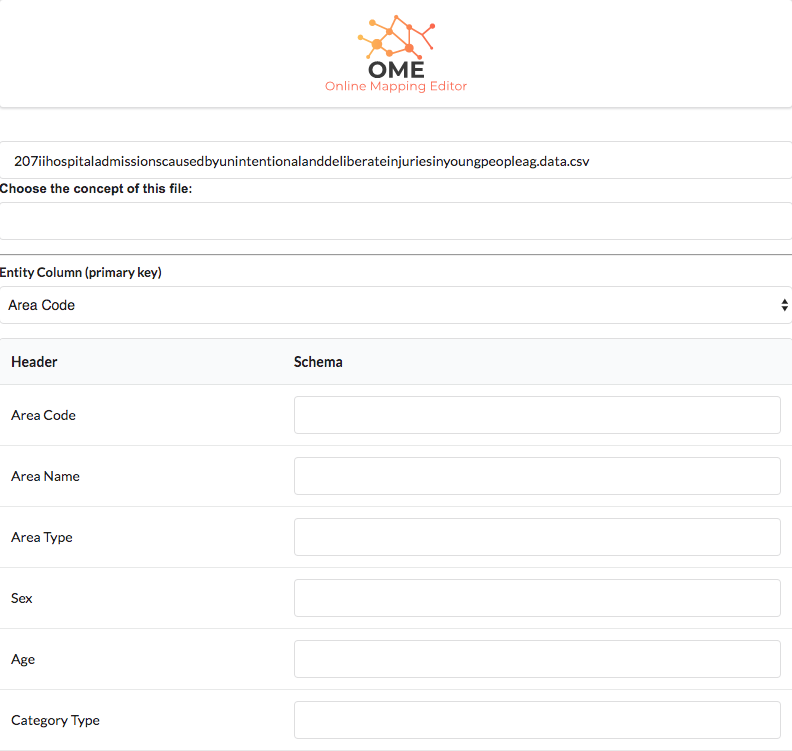 OME
Online Mapping Editor
207iihospitaladmissionscausedbyunintentionalanddeliberateinjuriesinyoungpeopleag.data.csv
Choose the concept of this file:
Entity Column (primary key)
Area Code
Header Schema
Area Code
Area Name
Area Type
Sex
Age
Category Type